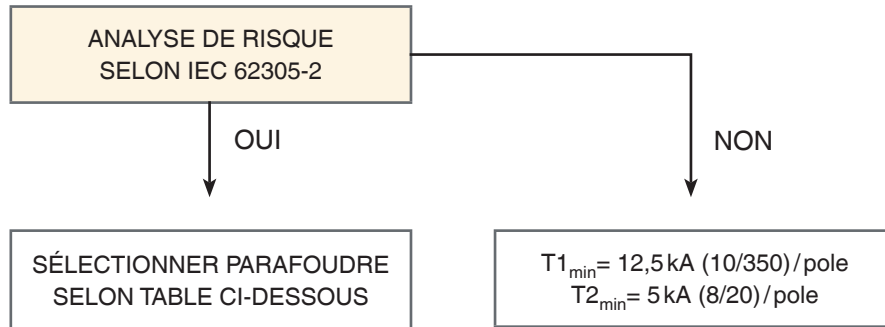 ANALYSE DE RISQUE
SELON IEC 62305-2
OUI
NON
SÉLECTIONNER PARAFOUDRE
SELON TABLE CI-DESSOUS
T1min= 12,5 kA (10/350)/pole
T2min= 5 kA (8/20)/pole